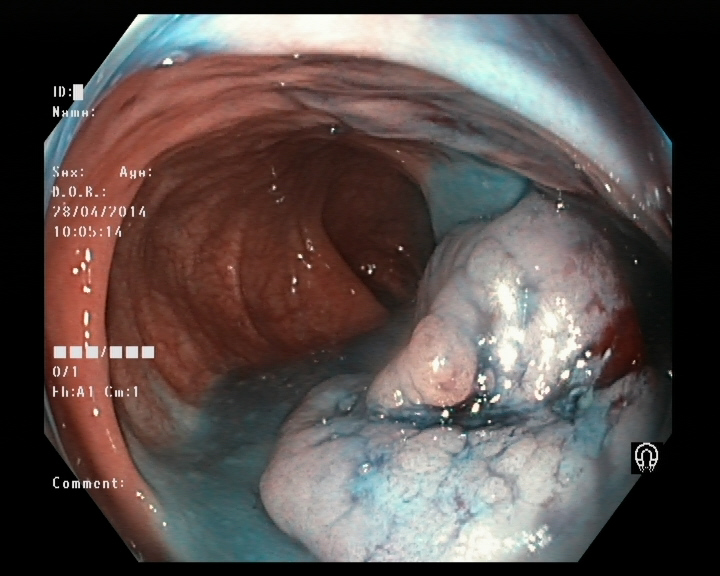 ID:
Name:
Sex: Age:
D.O.B.:
28/04/2014
10:05:14
■■■/■■■
0/1
Eh:A1 Cm:1
Comment: